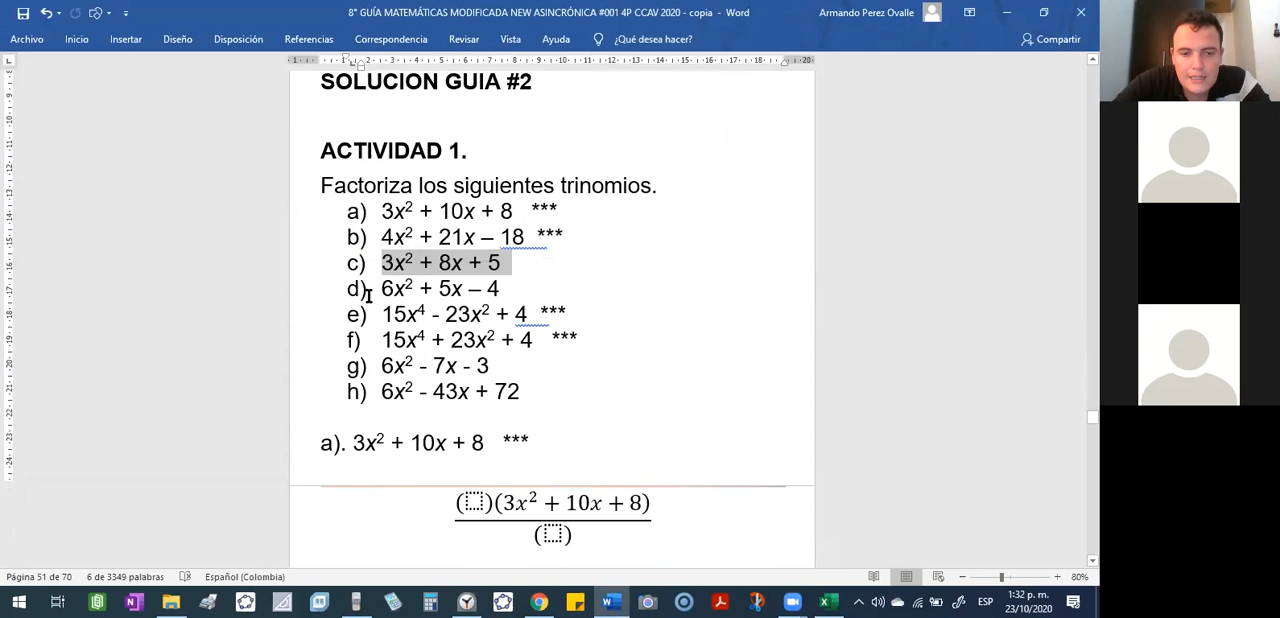 8° GUÍA MATEMÁTICAS MODIFICADA NEW ASINCRÓNICA #001 4P CCAV 2020 - copia - Word
Armando Perez Ovalle
Archivo Inicio Insertar Diseño Disposición Referencias Correspondencia Revisar Vista Ayuda ¿Qué desea hacer? Compartir
SOLUCION GUIA #2
ACTIVIDAD 1.
Factoriza los siguientes trinomios.
a) 3x² + 10x + 8 ***
b) 4x² + 21x – 18 ***
c) 3x² + 8x + 5
d) 6x² + 5x – 4
e) 15x⁴ - 23x² + 4 ***
f) 15x⁴ + 23x² + 4 ***
g) 6x² - 7x - 3
h) 6x² - 43x + 72
a). 3x² + 10x + 8 ***
(⬚)(3x² + 10x + 8)
(⬚)
Página 51 de 70 6 de 3349 palabras Español (Colombia) 80%
ESP
1:32 p. m.
23/10/2020